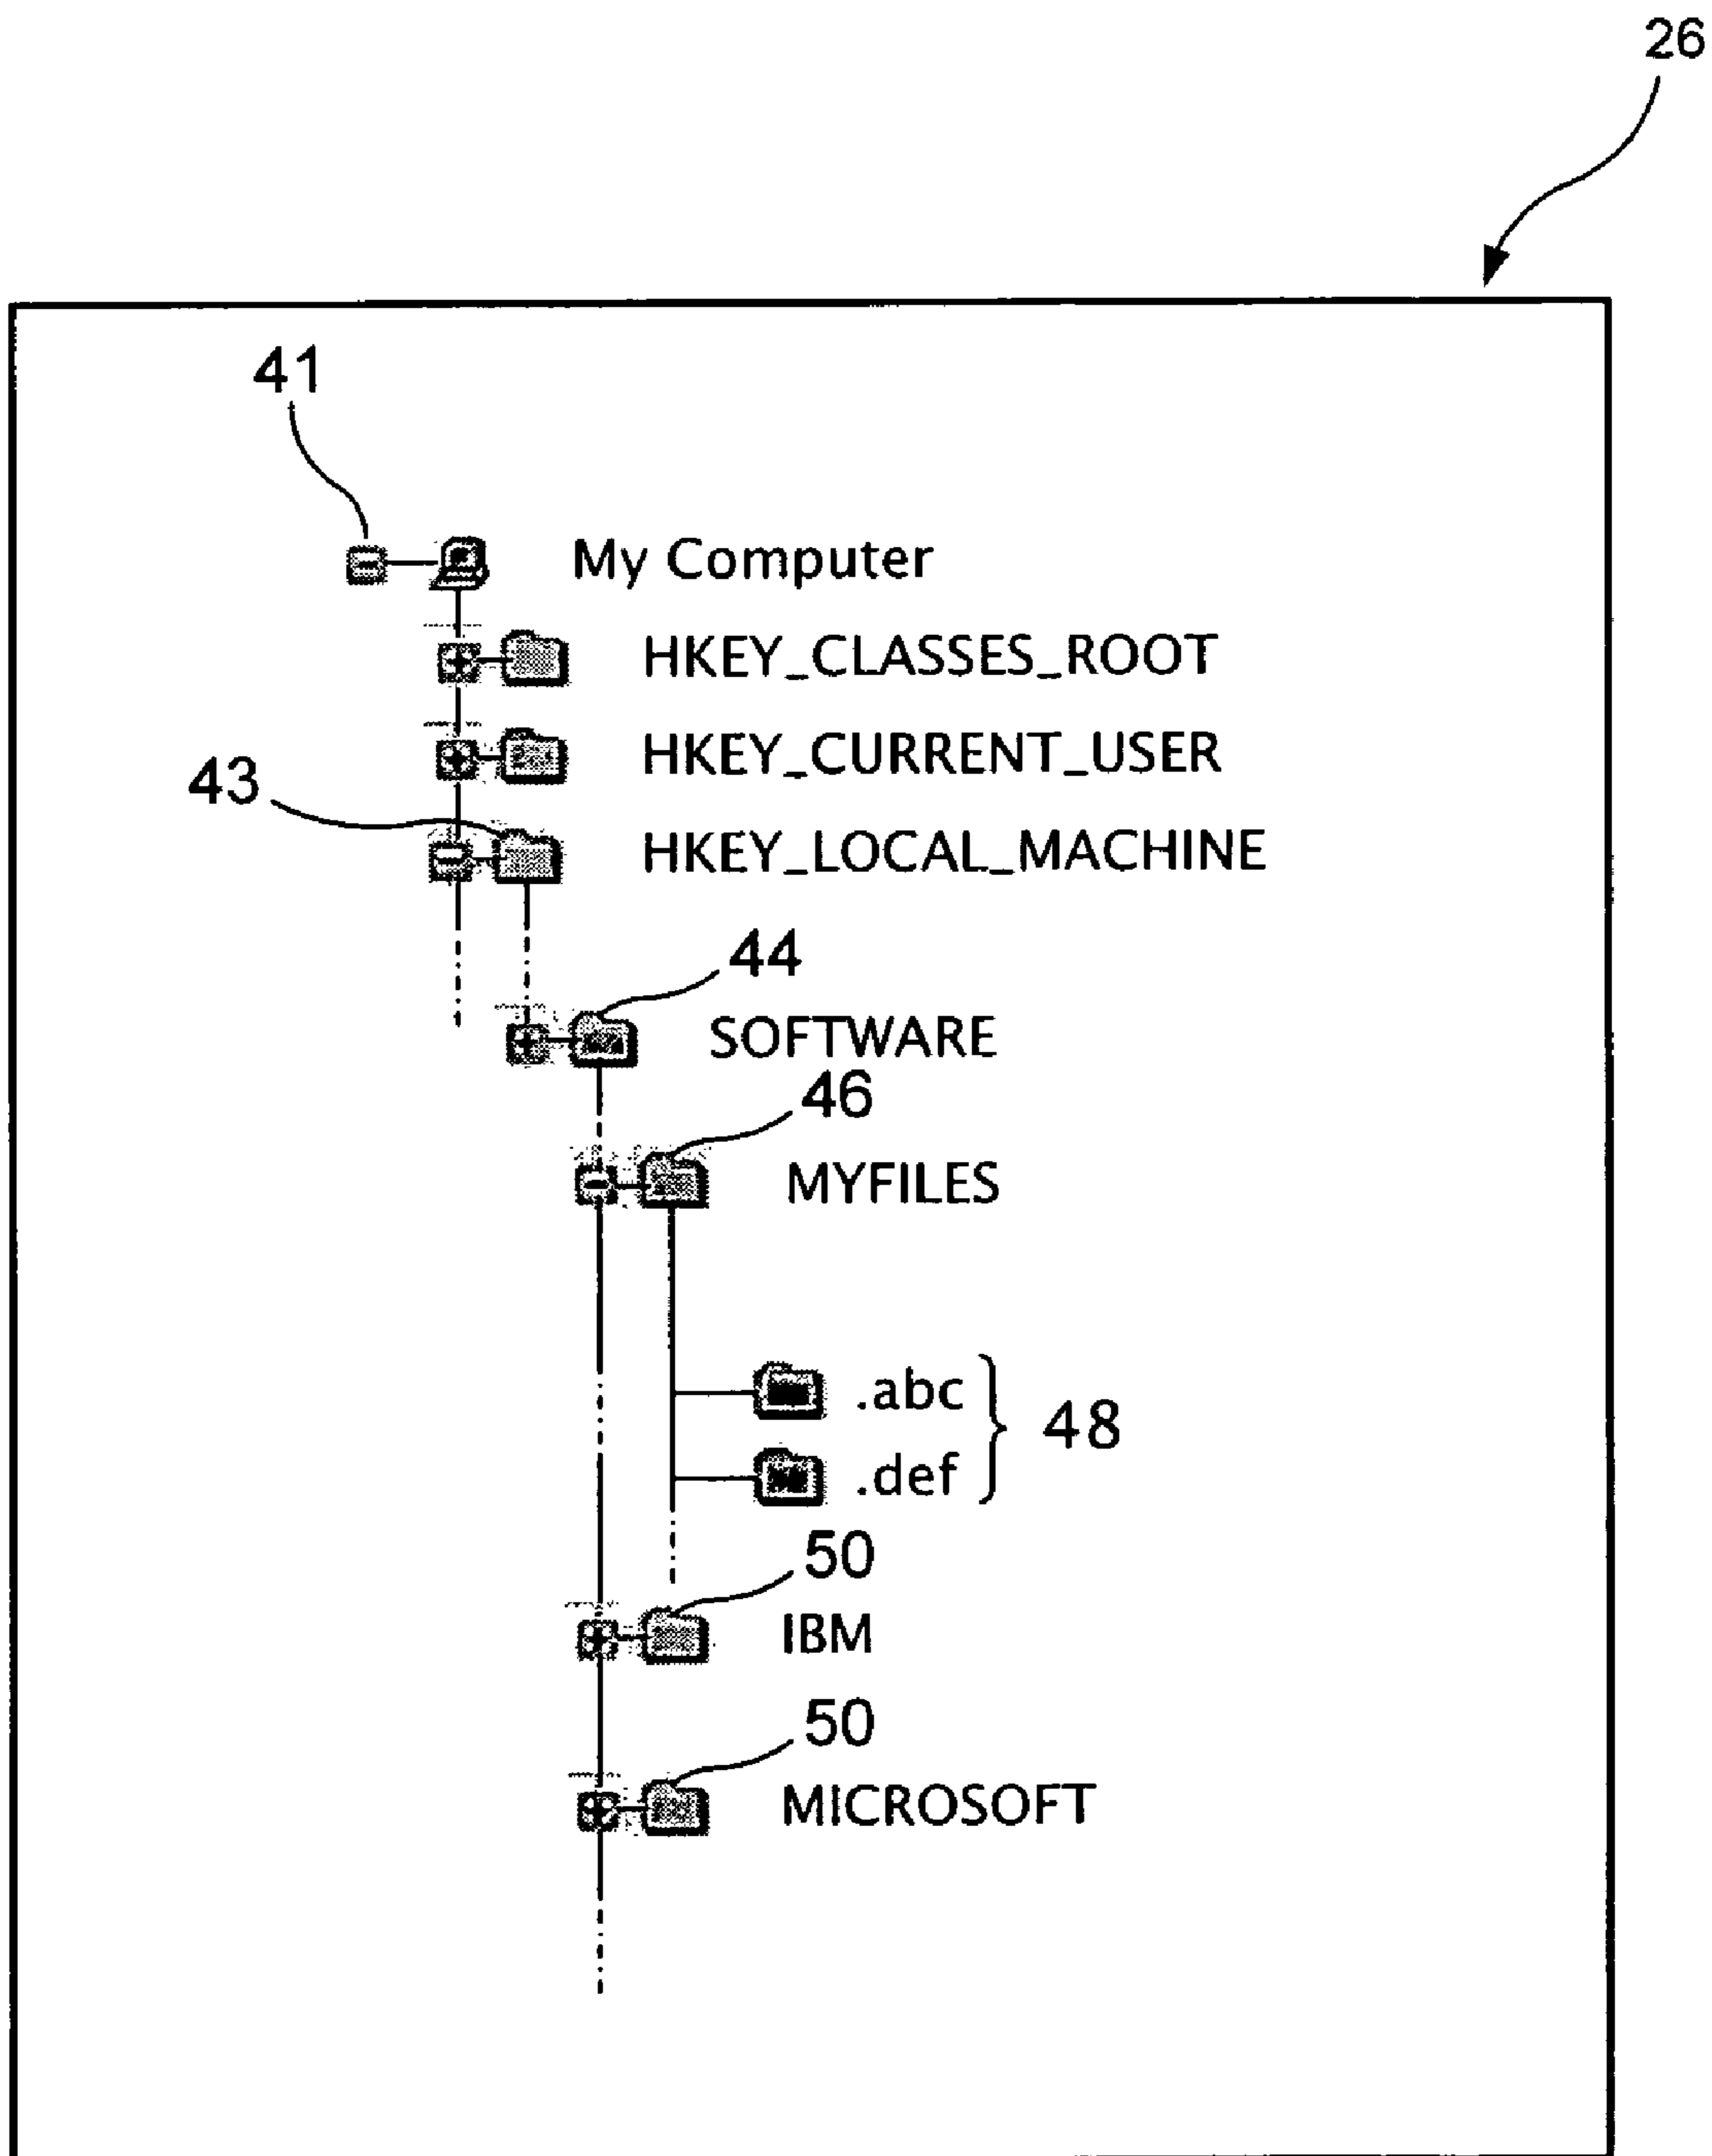 26
41
My Computer
HKEY_CLASSES_ROOT
HKEY_CURRENT_USER
43
HKEY_LOCAL_MACHINE
44
SOFTWARE
46
MYFILES
.abc
48
.def
50
IBM
50
MICROSOFT